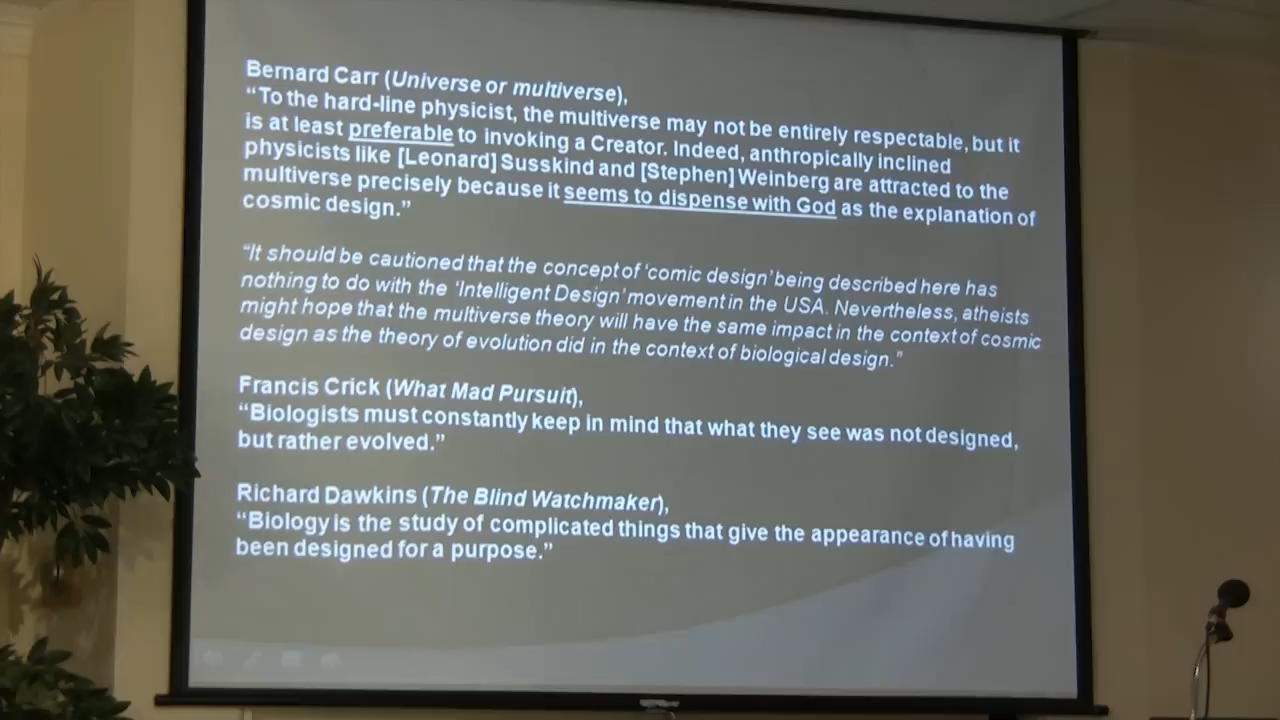 Bernard Carr (Universe or multiverse),
“To the hard-line physicist, the multiverse may not be entirely respectable, but it
is at least preferable to invoking a Creator. Indeed, anthropically inclined
physicists like [Leonard] Susskind and [Stephen] Weinberg are attracted to the
multiverse precisely because it seems to dispense with God as the explanation of
cosmic design.”
“It should be cautioned that the concept of ‘comic design’ being described here has
nothing to do with the ‘Intelligent Design’ movement in the USA. Nevertheless, atheists
might hope that the multiverse theory will have the same impact in the context of cosmic
design as the theory of evolution did in the context of biological design.”
Francis Crick (What Mad Pursuit),
“Biologists must constantly keep in mind that what they see was not designed,
but rather evolved.”
Richard Dawkins (The Blind Watchmaker),
“Biology is the study of complicated things that give the appearance of having
been designed for a purpose.”